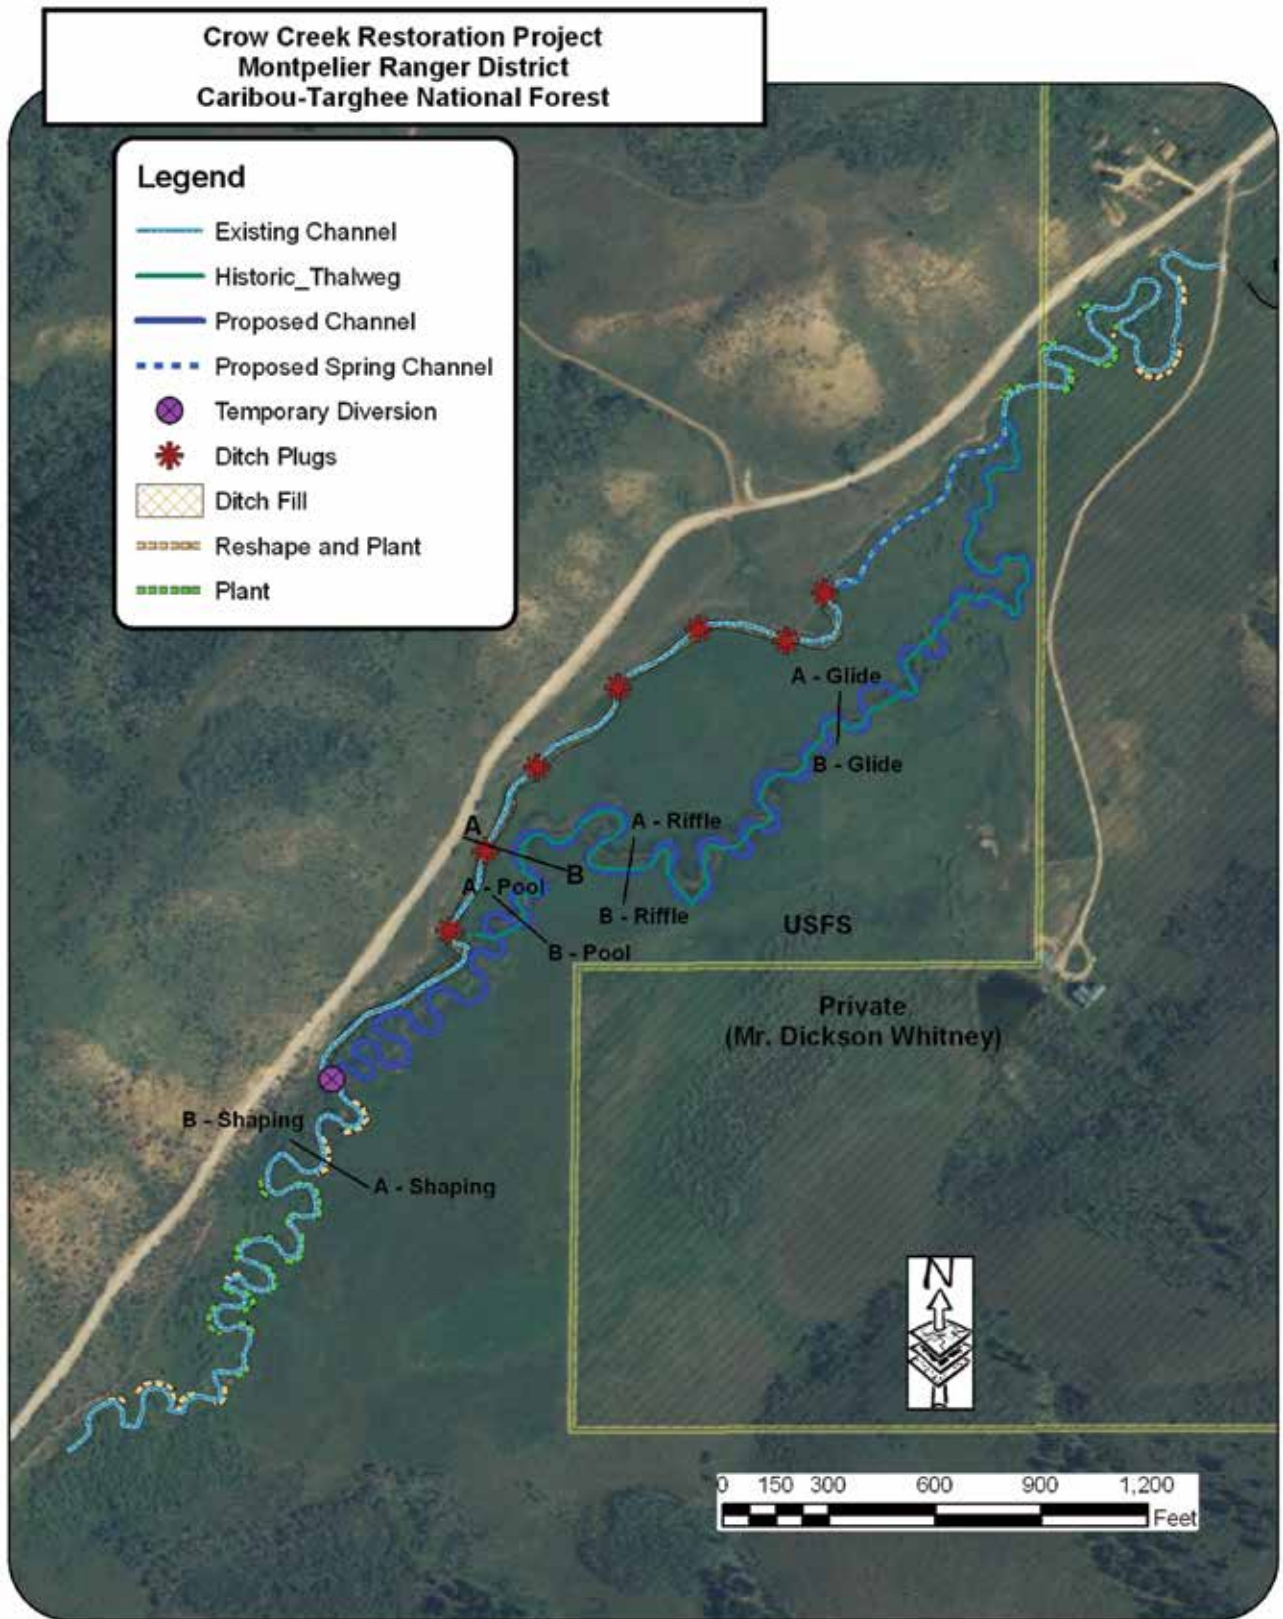 Crow Creek Restoration Project
Montpelier Ranger District
Caribou-Targhee National Forest
Legend
Existing Channel
Historic_Thalweg
Proposed Channel
Proposed Spring Channel
Temporary Diversion
Ditch Plugs
Ditch Fill
Reshape and Plant
Plant
A - Glide
B - Glide
A
A - Riffle
B
A - Pool
B - Riffle
USFS
B - Pool
Private
(Mr. Dickson Whitney)
B - Shaping
A - Shaping
N
0 150 300 600 900 1,200
Feet